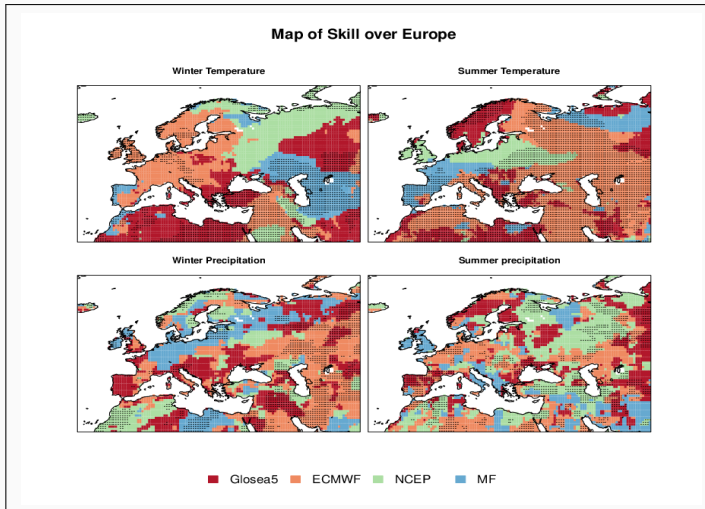 Map of Skill over Europe
Winter Temperature
Summer Temperature
Winter Precipitation
Summer precipitation
Glosea5 ECMWF NCEP MF